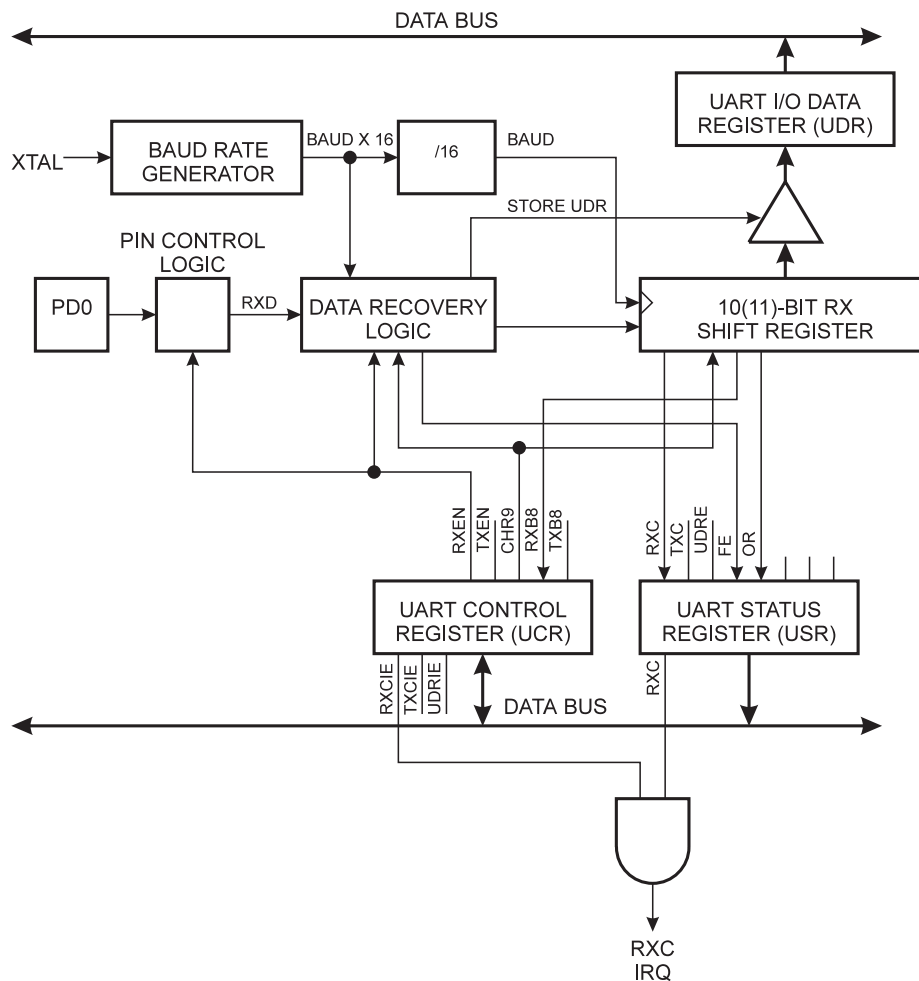 DATA BUS
UART I/O DATA
REGISTER (UDR)
XTAL
BAUD RATE
GENERATOR
BAUD X 16
/16
BAUD
STORE UDR
PIN CONTROL
LOGIC
PD0
RXD
DATA RECOVERY
LOGIC
10(11)-BIT RX
SHIFT REGISTER
RXEN
TXEN
CHR9
RXB8
TXB8
RXC
TXC
UDRE
FE
OR
UART CONTROL
REGISTER (UCR)
UART STATUS
REGISTER (USR)
RXCIE
TXCIE
UDRIE
RXC
DATA BUS
RXC
IRQ